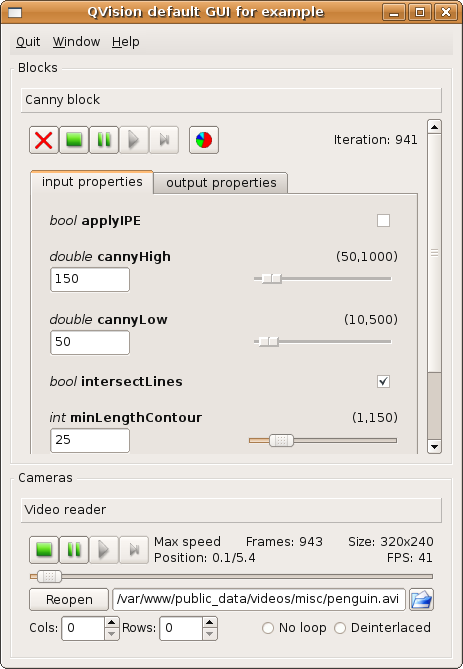 QVision default GUI for example
Quit Window Help
Blocks
Canny block
Iteration: 941
input properties output properties
bool applyIPE
double cannyHigh (50,1000)
150
double cannyLow (10,500)
50
bool intersectLines
int minLengthContour (1,150)
25
Cameras
Video reader
Max speed Frames: 943 Size: 320x240
Position: 0.1/5.4 FPS: 41
Reopen /var/www/public_data/videos/misc/penguin.avi
Cols: 0 Rows: 0 No loop Deinterlaced